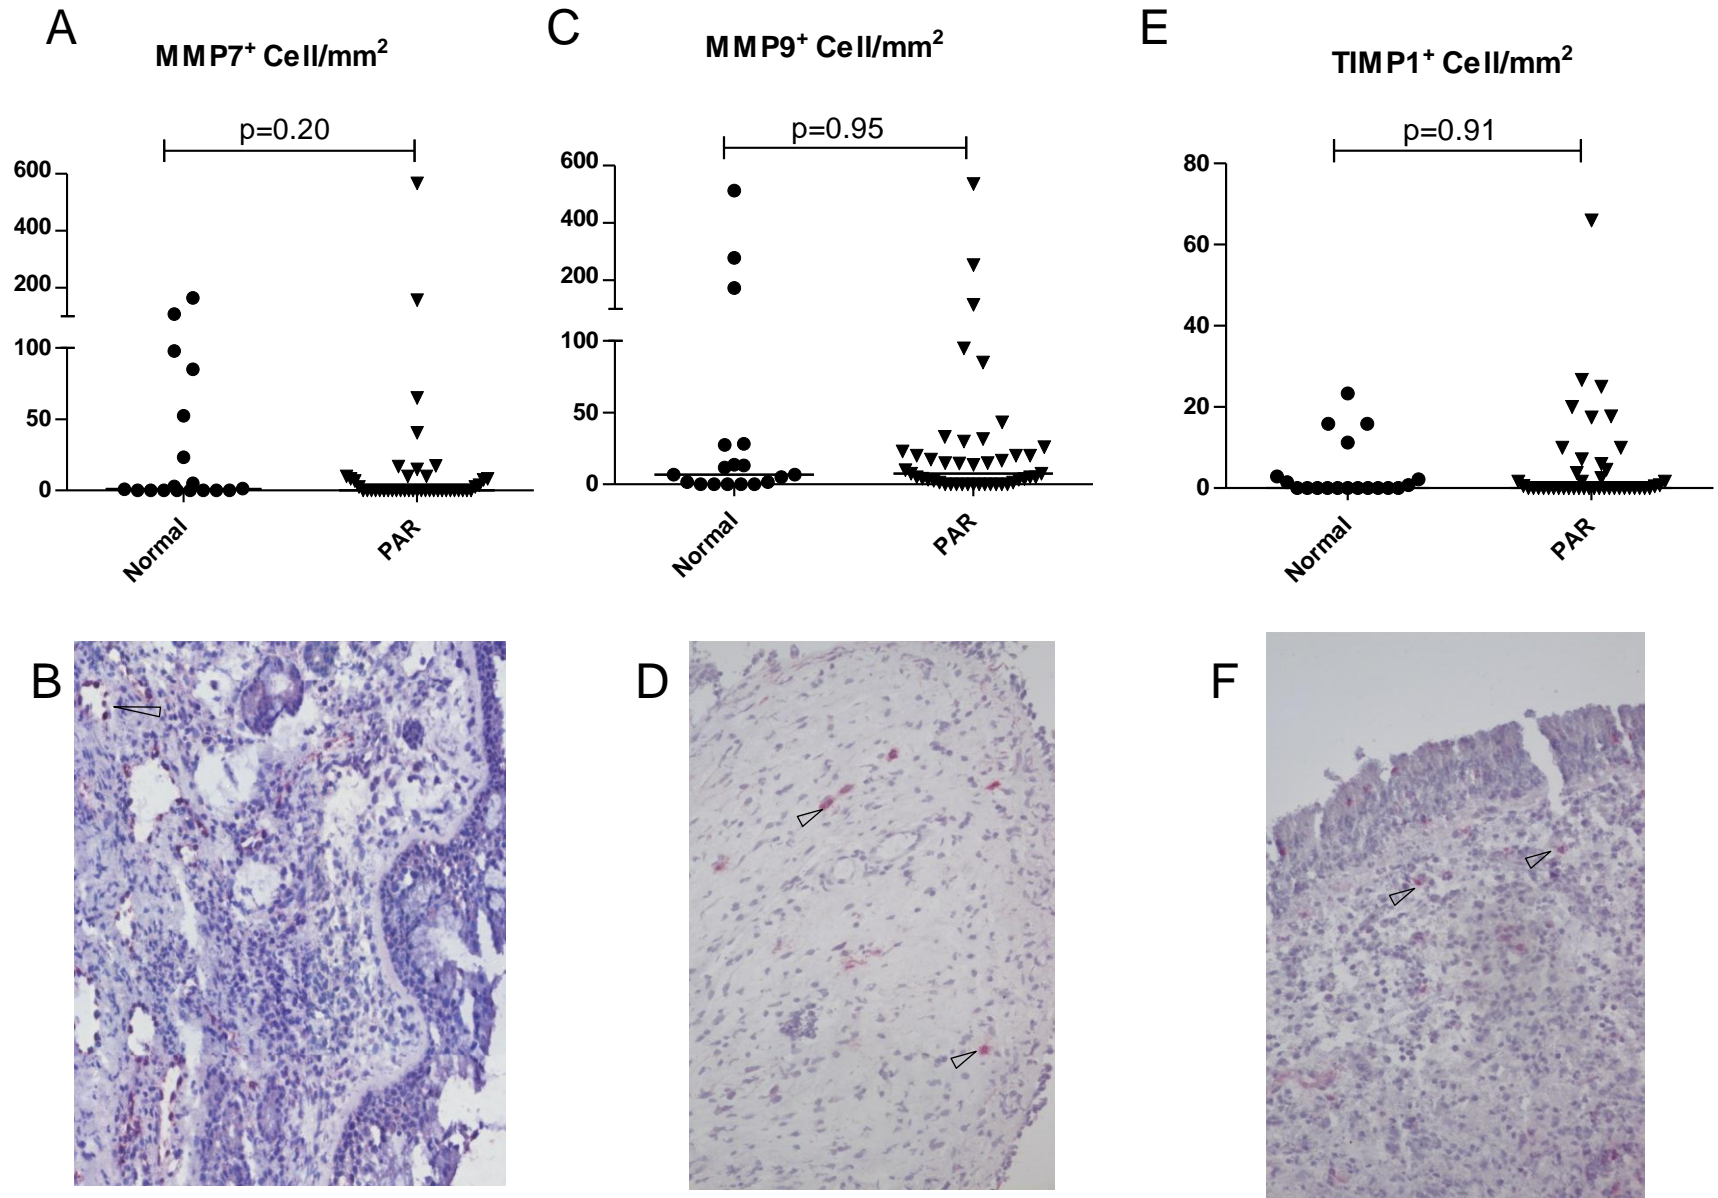 A
MMP7+ Cell/mm2
p=0.20
600
400
200
100
50
0
Normal
PAR
C
MMP9+ Cell/mm2
p=0.95
600
400
200
100
50
0
Normal
PAR
E
TIMP1+ Cell/mm2
p=0.91
80
60
40
20
0
Normal
PAR
B
D
F